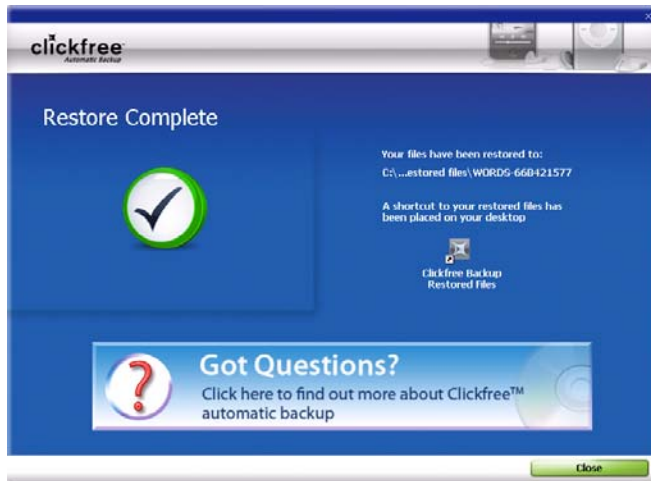 x
clickfree
Automatic Backup
Restore Complete
Your files have been restored to:
C:\...estored files\WORDS-66B421577
A shortcut to your restored files has
been placed on your desktop
Clickfree Backup
Restored Files
?
Got Questions?
Click here to find out more about Clickfree™
automatic backup
Close